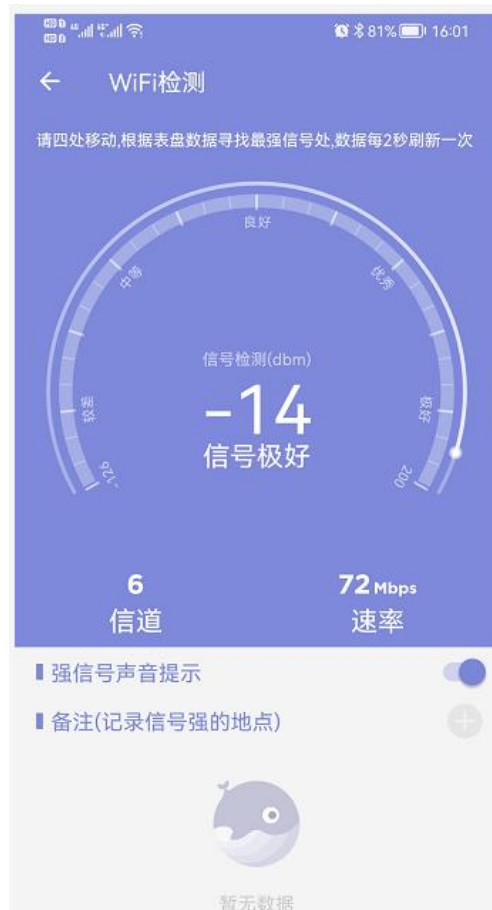 81% 16:01
WiFi检测
请四处移动,根据表盘数据寻找最强信号处,数据每2秒刷新一次
良好
中等
优秀
较差
极好
-126
200
信号检测(dbm)
-14
信号极好
6
72 Mbps
信道
速率
强信号声音提示
备注(记录信号强的地点)
暂无数据